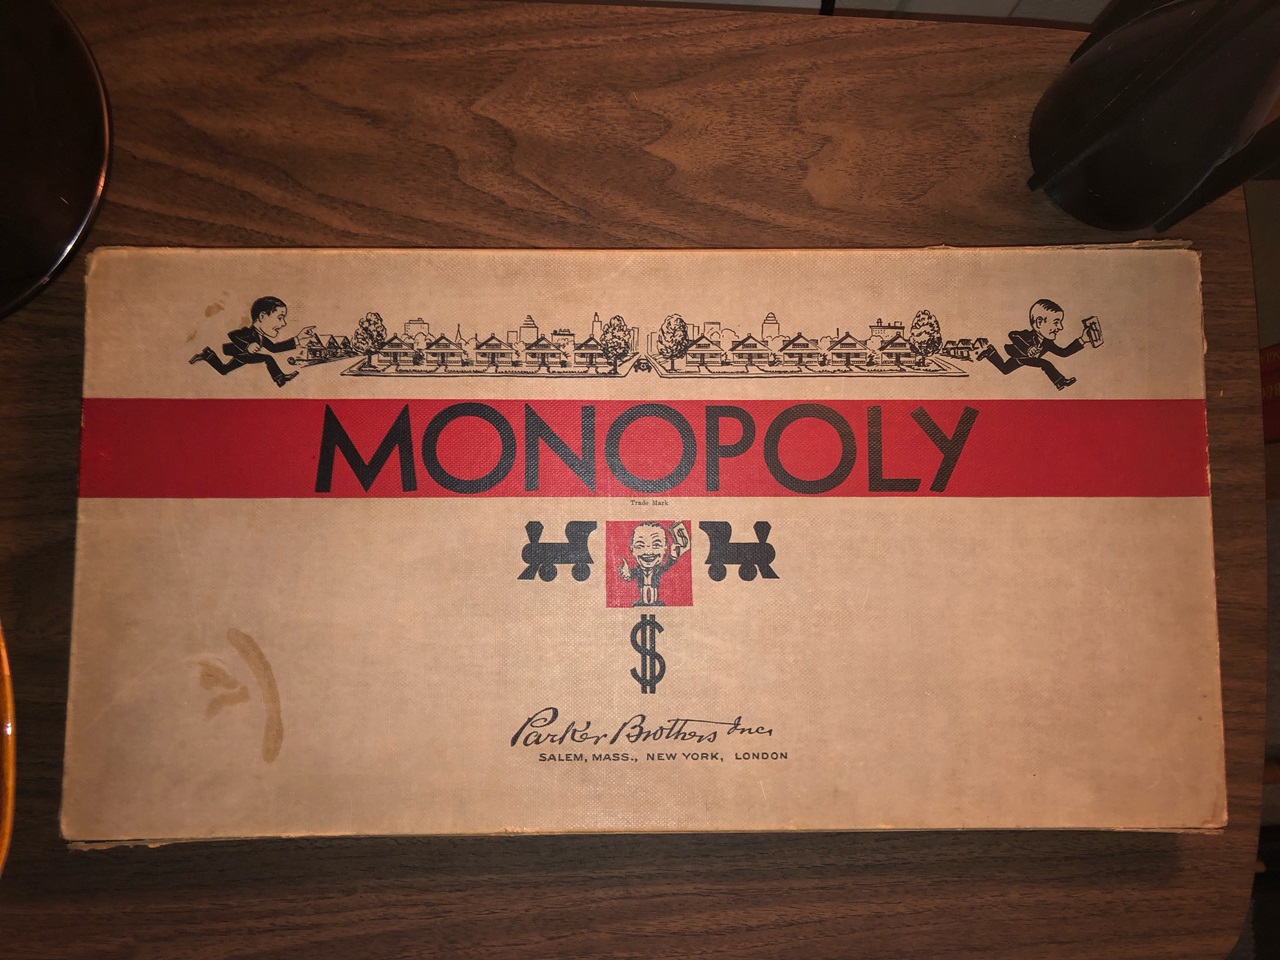 MONOPOLY
Trade Mark
$
Parker Brothers Inc.
SALEM, MASS., NEW YORK, LONDON